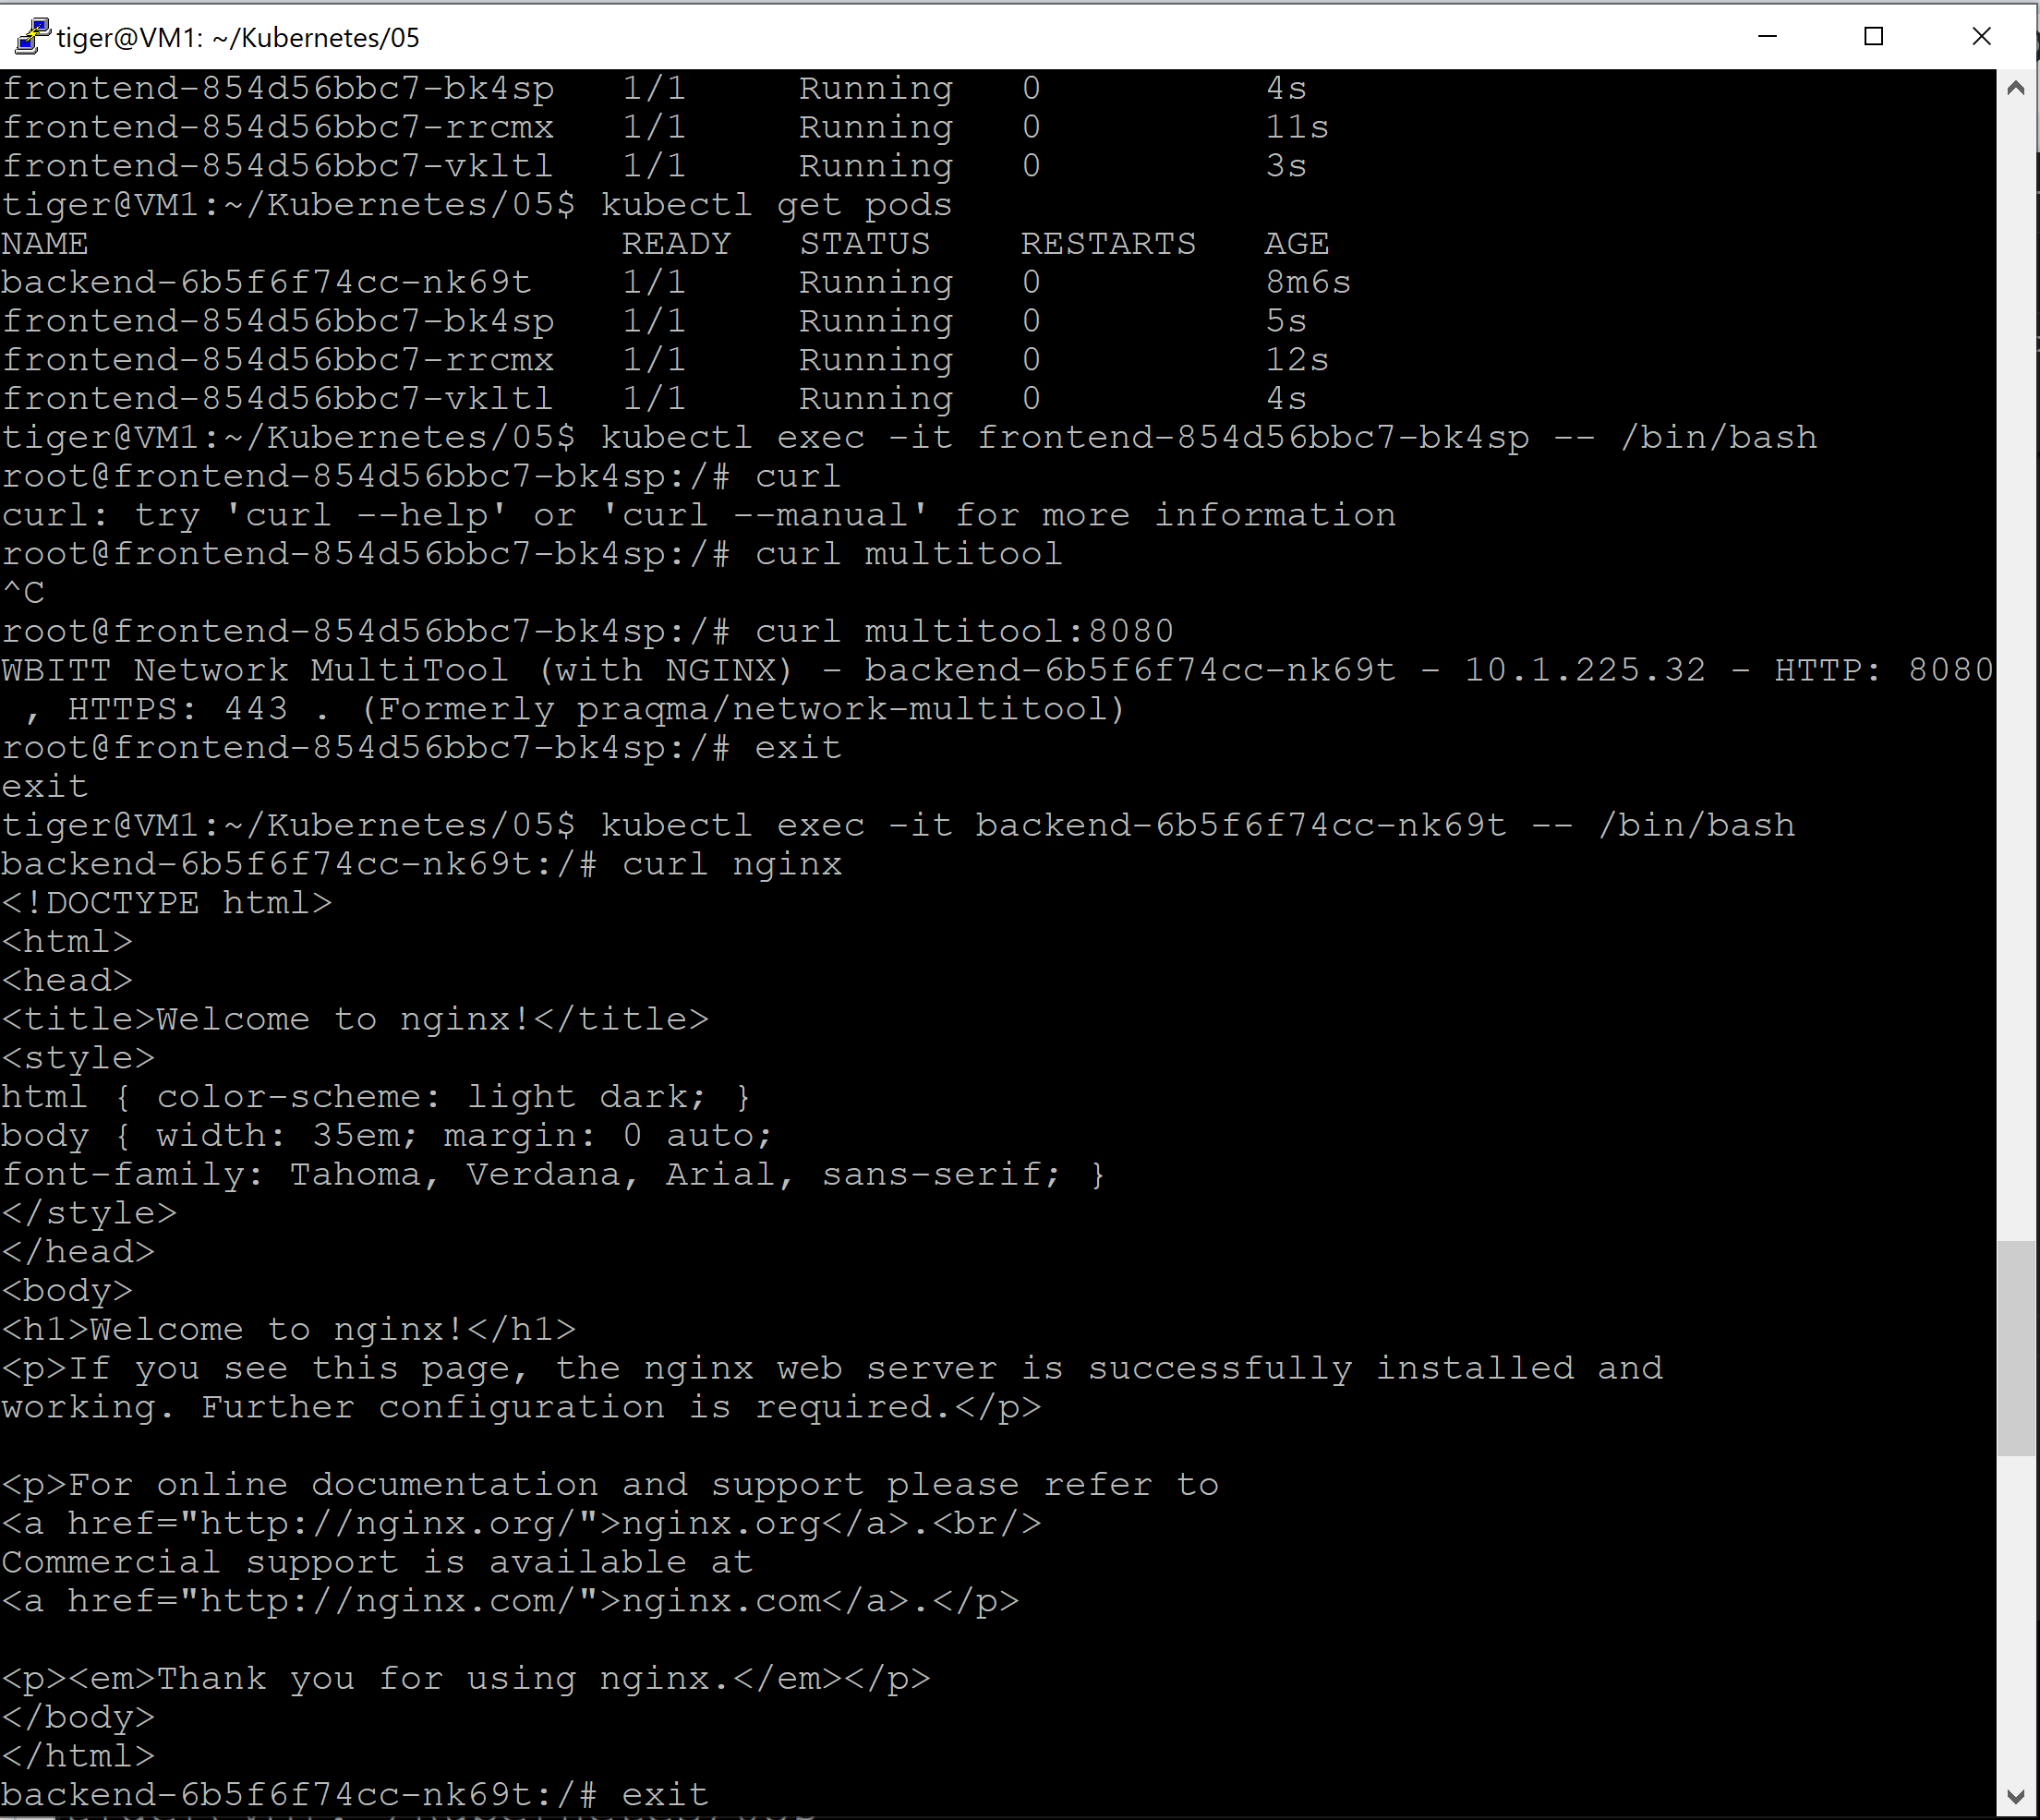 tiger@VM1: ~/Kubernetes/05
frontend-854d56bbc7-bk4sp   1/1     Running   0          4s
frontend-854d56bbc7-rrcmx   1/1     Running   0          11s
frontend-854d56bbc7-vkltl   1/1     Running   0          3s
tiger@VM1:~/Kubernetes/05$ kubectl get pods
NAME                        READY   STATUS    RESTARTS   AGE
backend-6b5f6f74cc-nk69t    1/1     Running   0          8m6s
frontend-854d56bbc7-bk4sp   1/1     Running   0          5s
frontend-854d56bbc7-rrcmx   1/1     Running   0          12s
frontend-854d56bbc7-vkltl   1/1     Running   0          4s
tiger@VM1:~/Kubernetes/05$ kubectl exec -it frontend-854d56bbc7-bk4sp -- /bin/bash
root@frontend-854d56bbc7-bk4sp:/# curl
curl: try 'curl --help' or 'curl --manual' for more information
root@frontend-854d56bbc7-bk4sp:/# curl multitool
^C
root@frontend-854d56bbc7-bk4sp:/# curl multitool:8080
WBITT Network MultiTool (with NGINX) - backend-6b5f6f74cc-nk69t - 10.1.225.32 - HTTP: 8080
 , HTTPS: 443 . (Formerly praqma/network-multitool)
root@frontend-854d56bbc7-bk4sp:/# exit
exit
tiger@VM1:~/Kubernetes/05$ kubectl exec -it backend-6b5f6f74cc-nk69t -- /bin/bash
backend-6b5f6f74cc-nk69t:/# curl nginx
<!DOCTYPE html>
<html>
<head>
<title>Welcome to nginx!</title>
<style>
html { color-scheme: light dark; }
body { width: 35em; margin: 0 auto;
font-family: Tahoma, Verdana, Arial, sans-serif; }
</style>
</head>
<body>
<h1>Welcome to nginx!</h1>
<p>If you see this page, the nginx web server is successfully installed and
working. Further configuration is required.</p>

<p>For online documentation and support please refer to
<a href="http://nginx.org/">nginx.org</a>.<br/>
Commercial support is available at
<a href="http://nginx.com/">nginx.com</a>.</p>

<p><em>Thank you for using nginx.</em></p>
</body>
</html>
backend-6b5f6f74cc-nk69t:/# exit